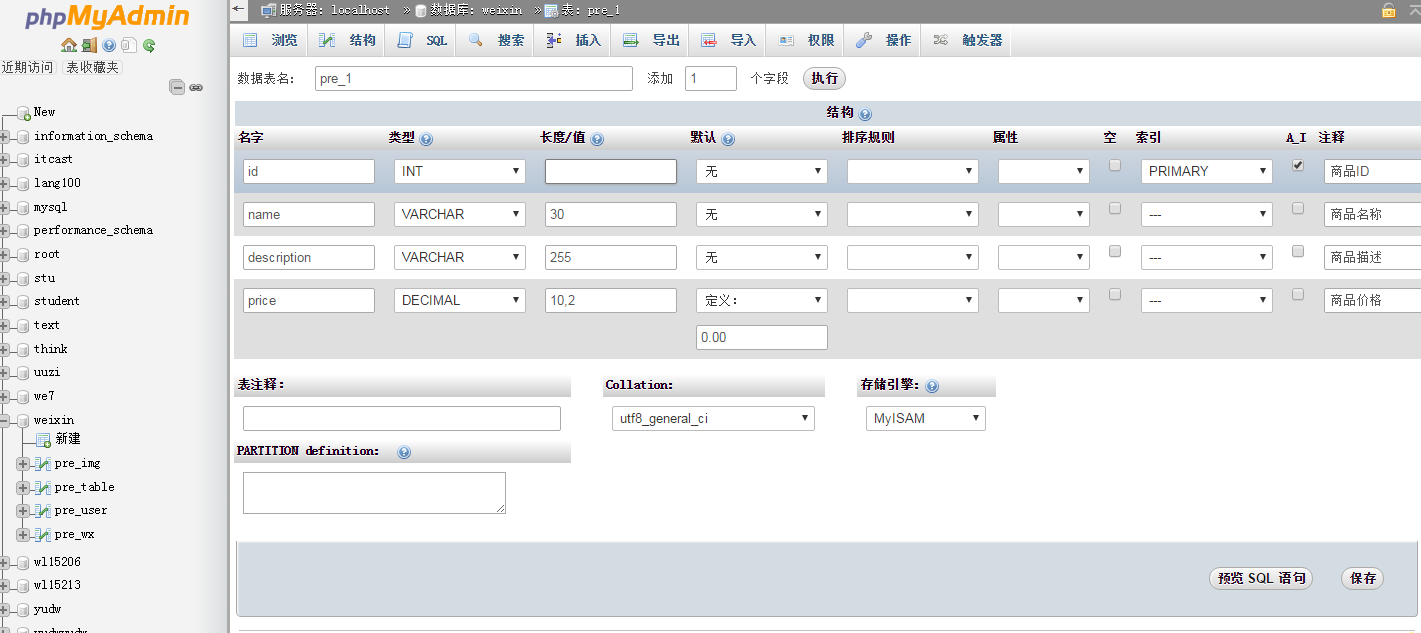 phpMyAdmin
近期访问 表收藏夹
New
information_schema
itcast
lang100
mysql
performance_schema
root
stu
student
text
think
uuzi
we7
weixin
新建
pre_img
pre_table
pre_user
pre_wx
wl15206
wl15213
yudw
服务器: localhost » 数据库: weixin » 表: pre_1
浏览 结构 SQL 搜索 插入 导出 导入 权限 操作 触发器
数据表名: pre_1 添加 1 个字段 执行
结构
名字 类型 长度/值 默认 排序规则 属性 空 索引 A_I 注释
id INT 无 PRIMARY 商品ID
name VARCHAR 30 无 --- 商品名称
description VARCHAR 255 无 --- 商品描述
price DECIMAL 10,2 定义: --- 商品价格
0.00
表注释: Collation: 存储引擎:
utf8_general_ci MyISAM
PARTITION definition:
预览 SQL 语句 保存